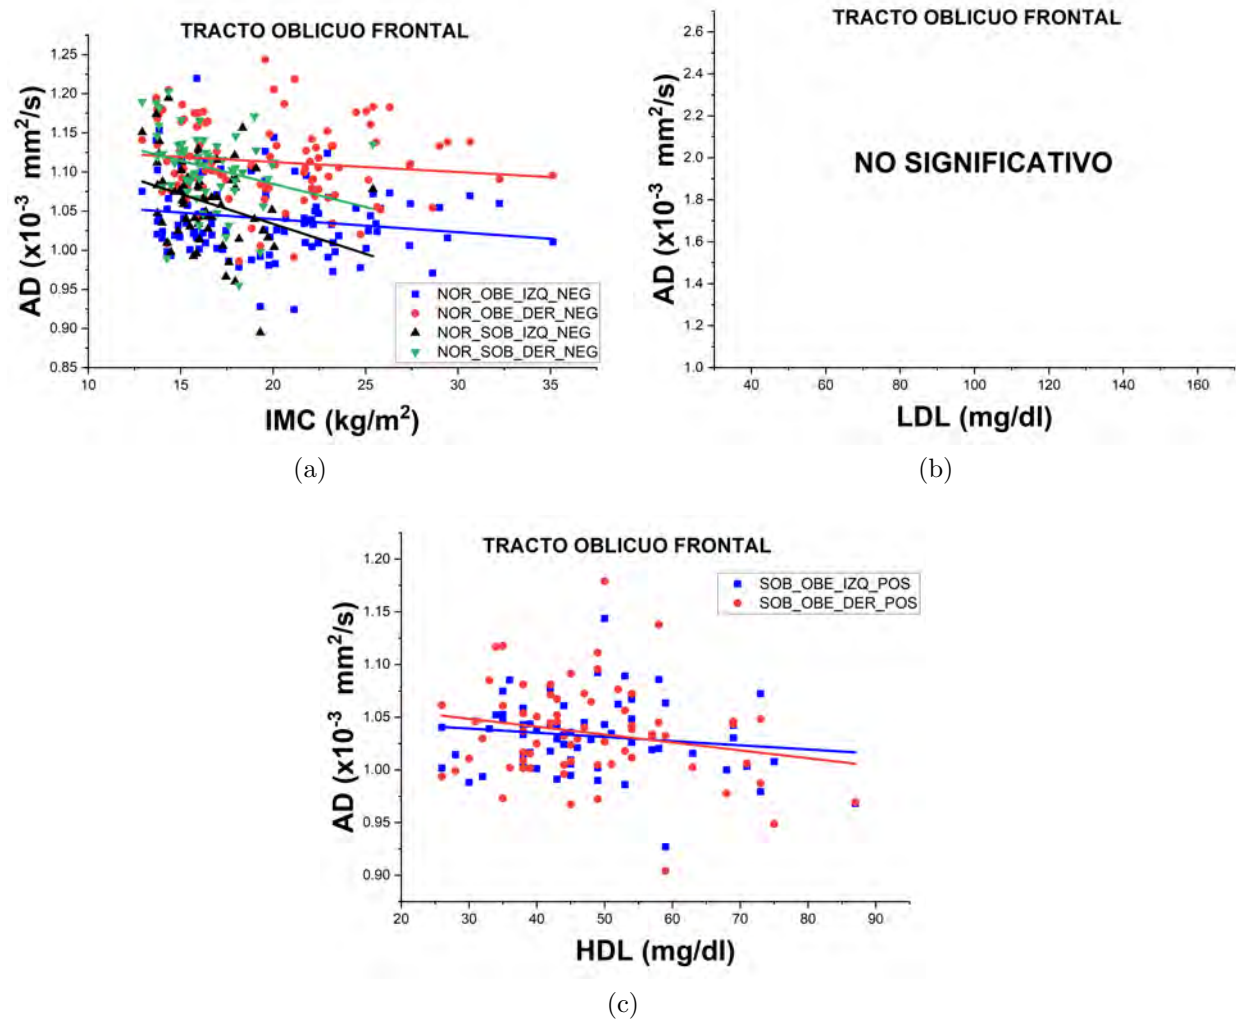 TRACTO OBLICUO FRONTAL
AD (x10⁻³ mm²/s)
1.25
1.20
1.15
1.10
1.05
1.00
0.95
0.90
0.85
NOR_OBE_IZQ_NEG
NOR_OBE_DER_NEG
NOR_SOB_IZQ_NEG
NOR_SOB_DER_NEG
10 15 20 25 30 35
IMC (kg/m²)
(a)
TRACTO OBLICUO FRONTAL
AD (x10⁻³ mm²/s)
2.6
2.4
2.2
2.0
1.8
1.6
1.4
1.2
1.0
NO SIGNIFICATIVO
40 60 80 100 120 140 160
LDL (mg/dl)
(b)
TRACTO OBLICUO FRONTAL
AD (x10⁻³ mm²/s)
1.20
1.15
1.10
1.05
1.00
0.95
0.90
SOB_OBE_IZQ_POS
SOB_OBE_DER_POS
20 30 40 50 60 70 80 90
HDL (mg/dl)
(c)